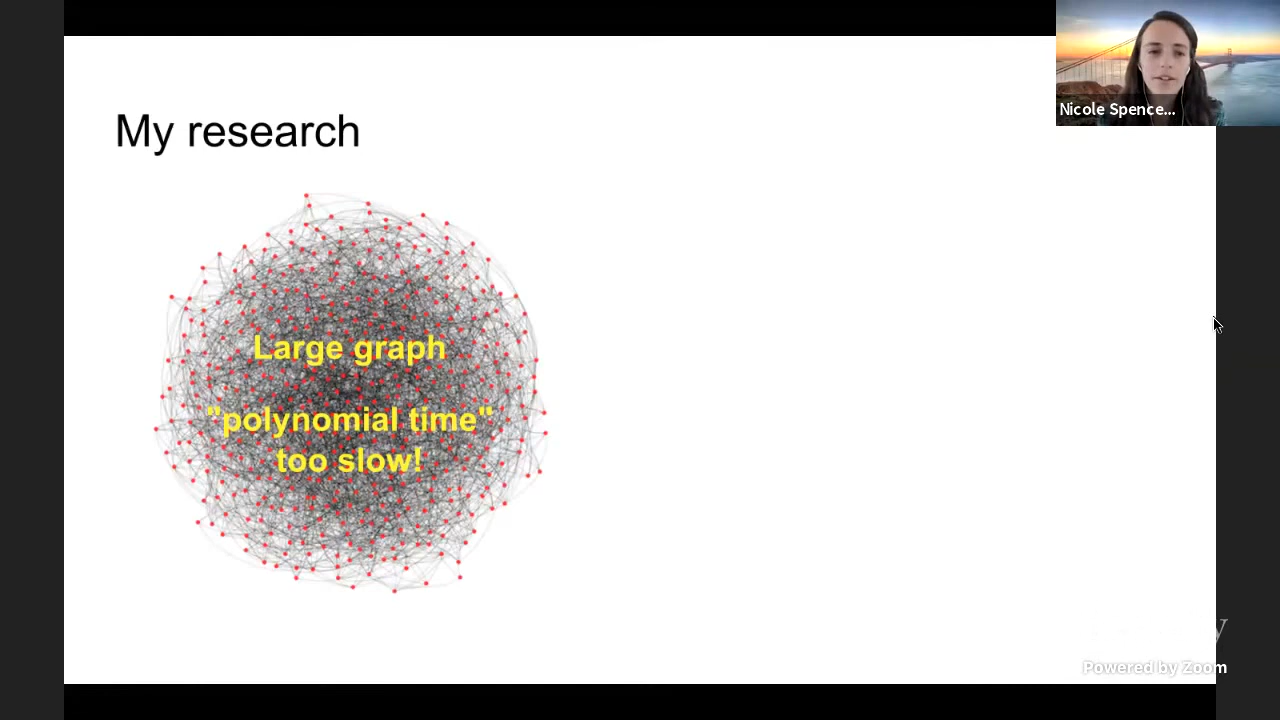 Nicole Spence...
My research
Large graph
"polynomial time"
too slow!
y
Powered by Zoom